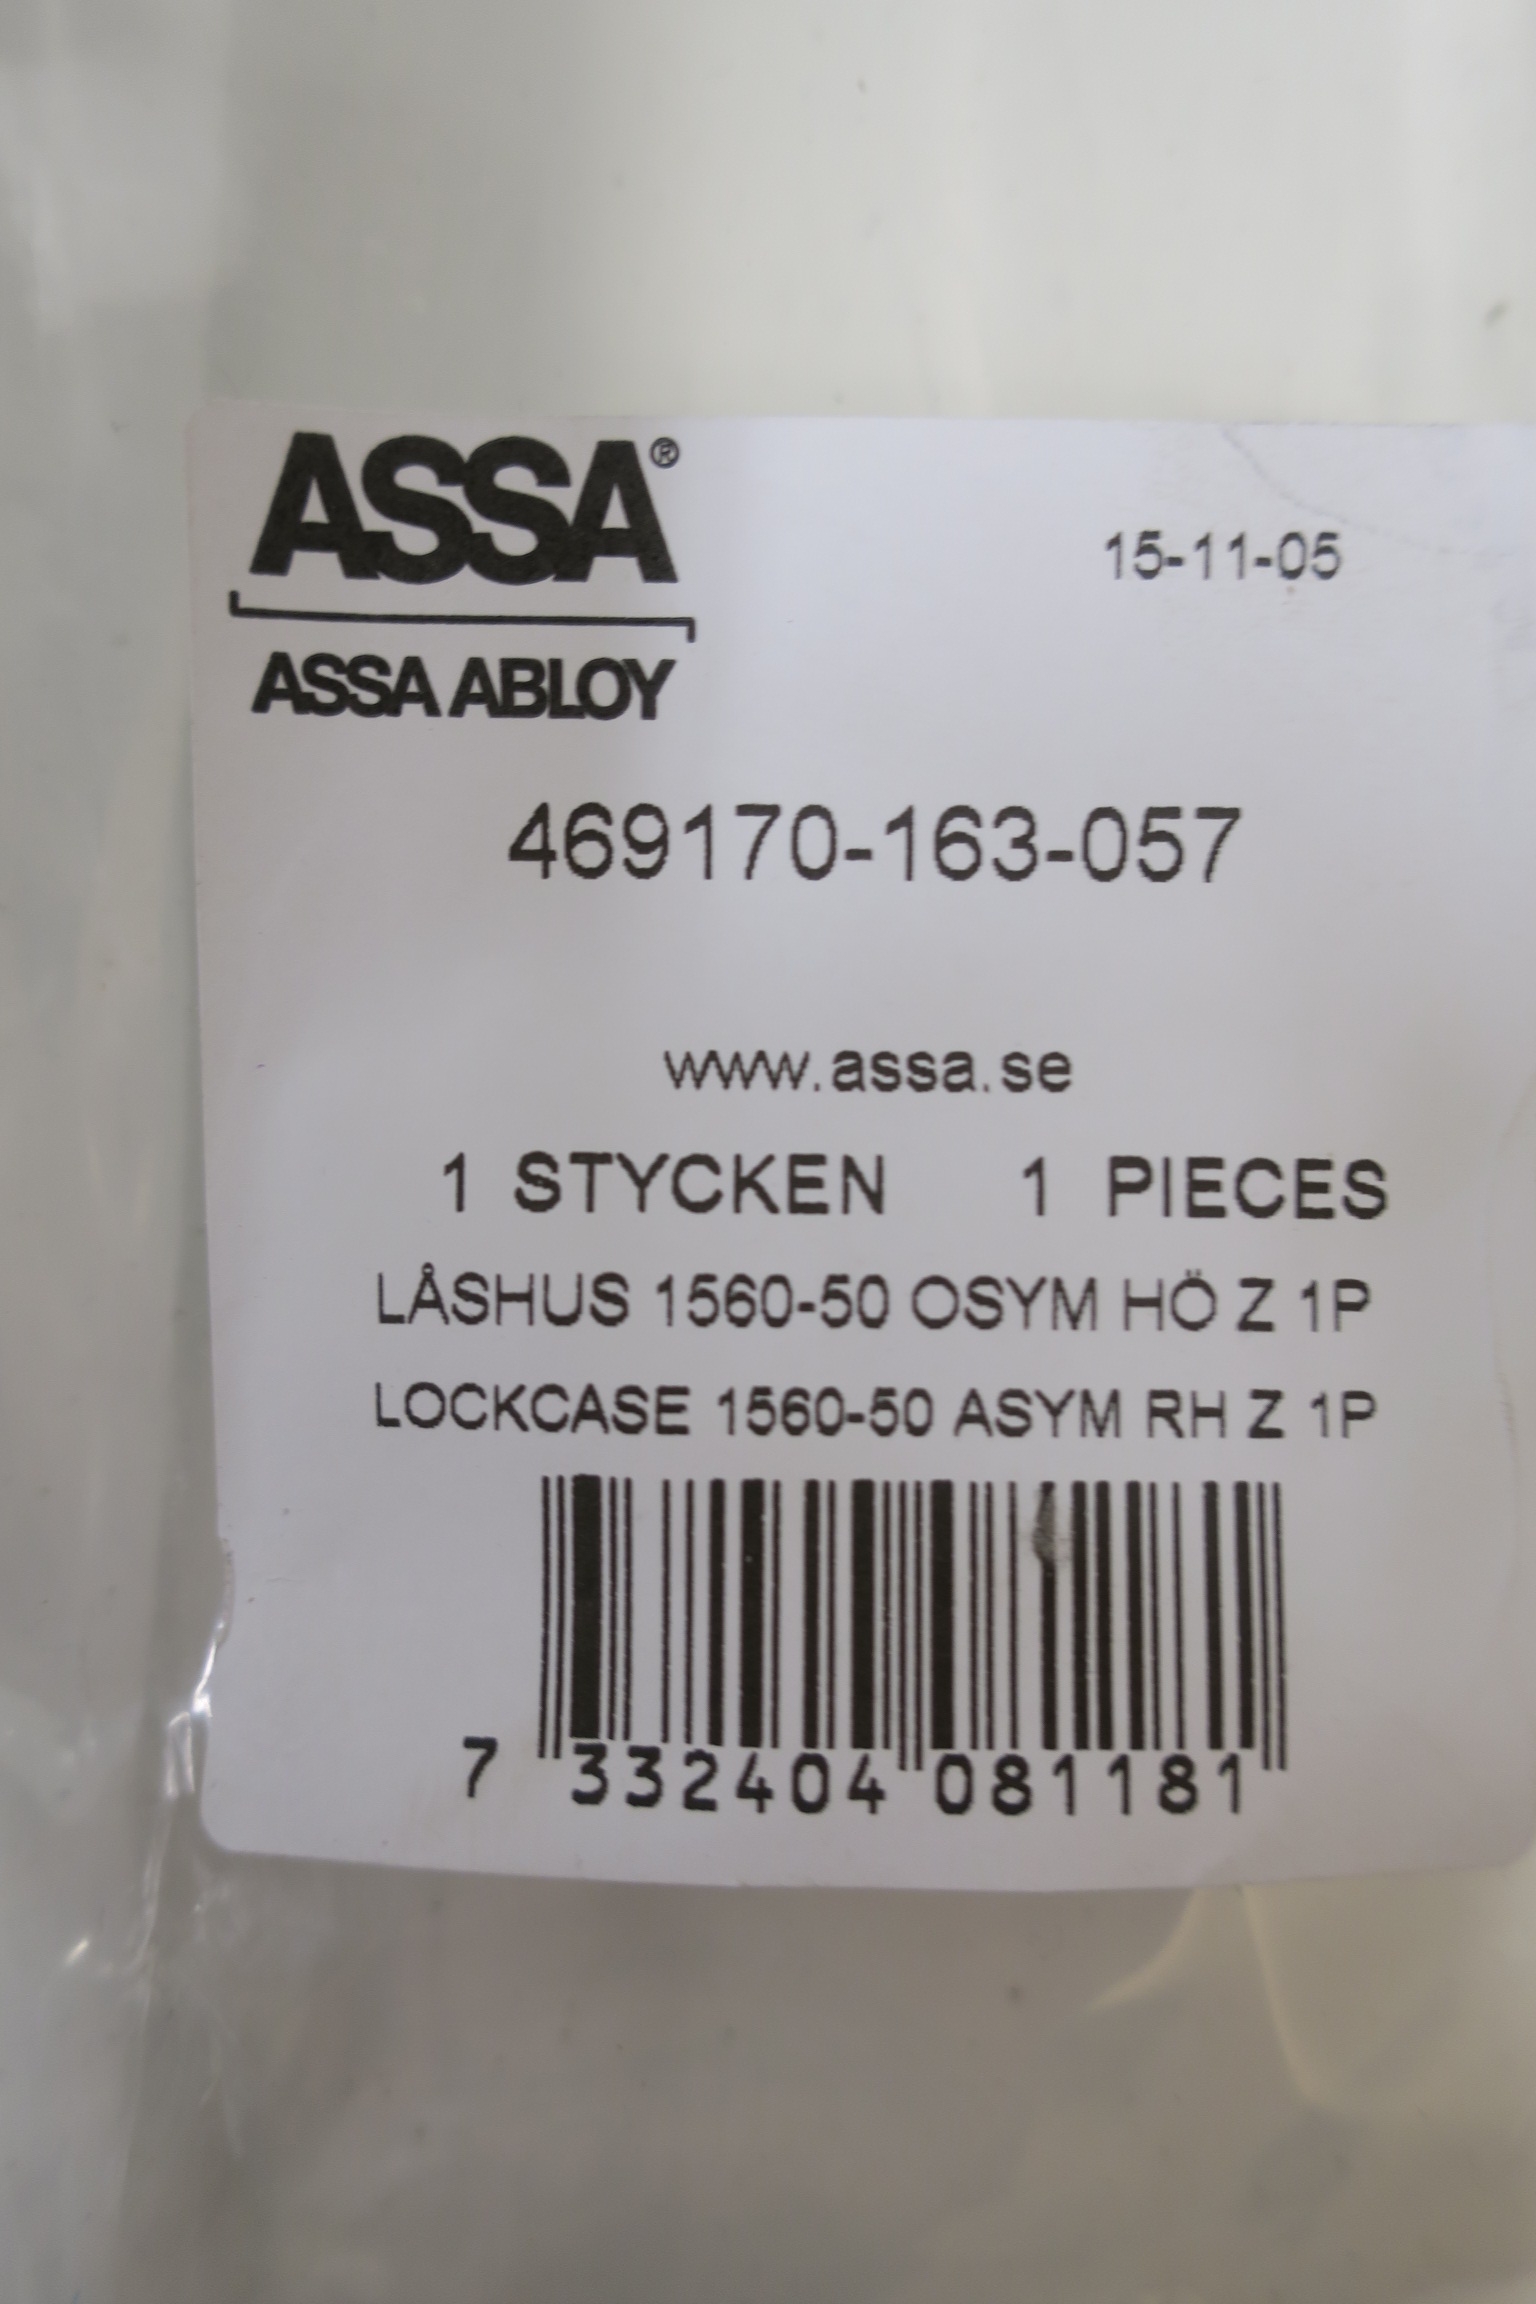 ASSA®
15-11-05
ASSA ABLOY
469170-163-057
www.assa.se
1 STYCKEN 1 PIECES
LÅSHUS 1560-50 OSYM HÖ Z 1P
LOCKCASE 1560-50 ASYM RH Z 1P
7 332404 081181